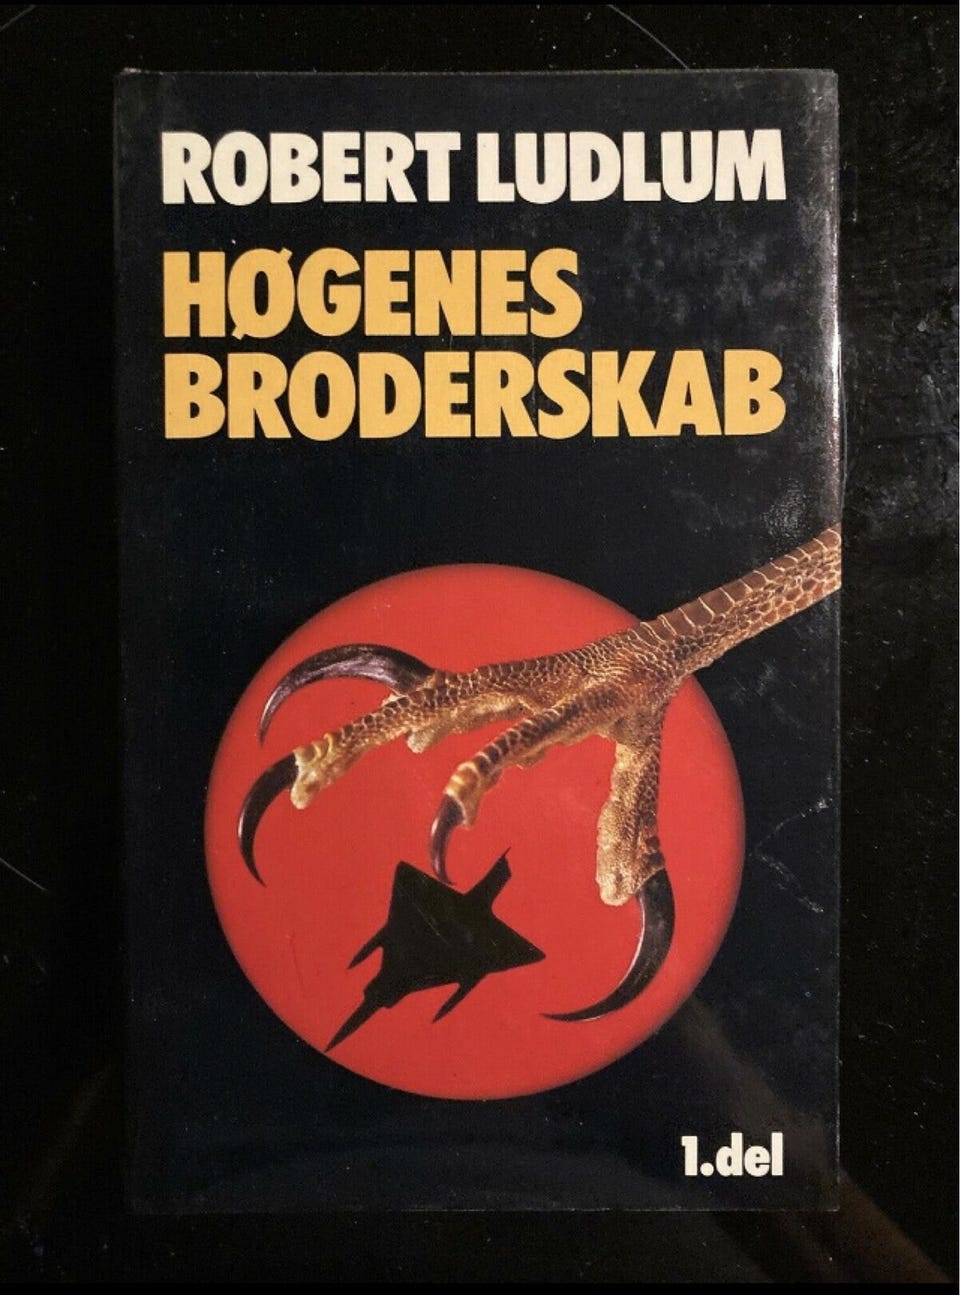 ROBERT LUDLUM
HØGENES
BRODERSKAB
1.del